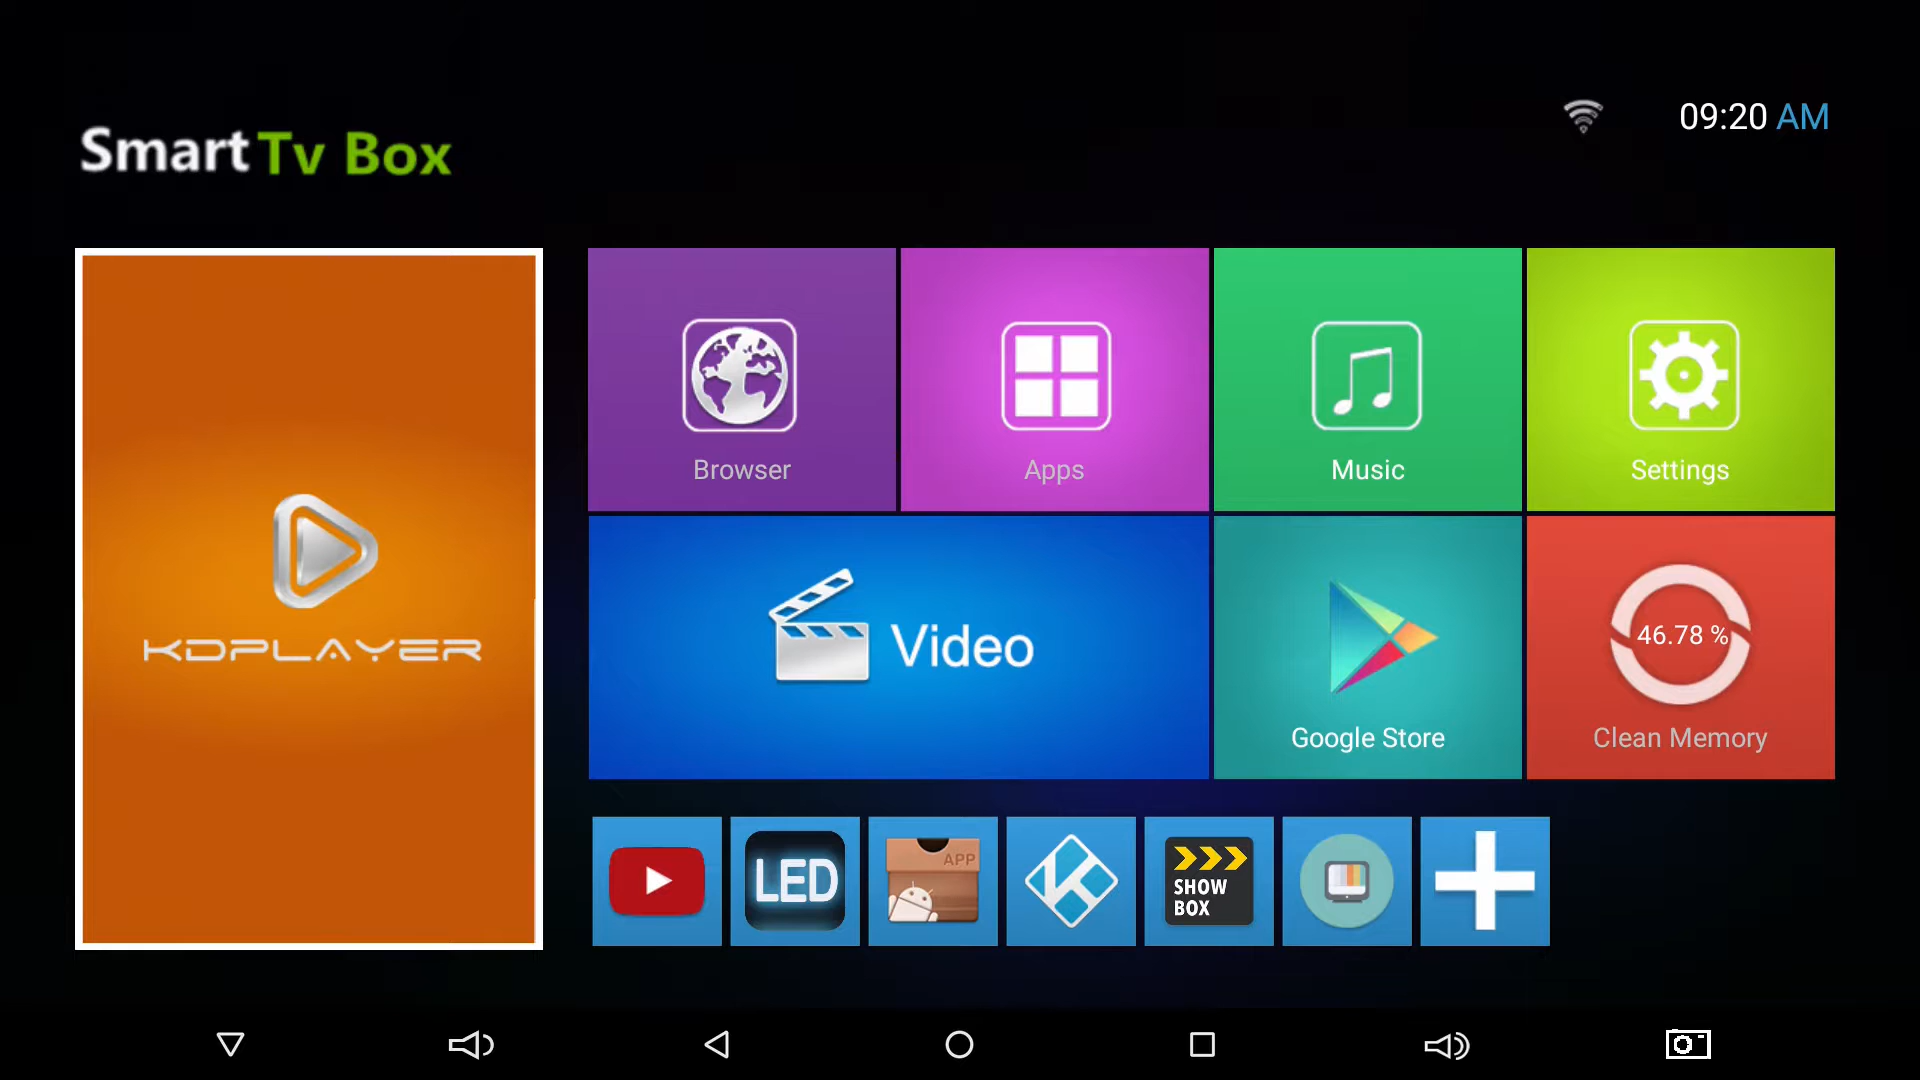 09:20 AM
Smart Tv Box
Browser
Apps
Music
Settings
KDPLAYER
Video
46.78 %
Google Store
Clean Memory
LED
APP
SHOW
BOX